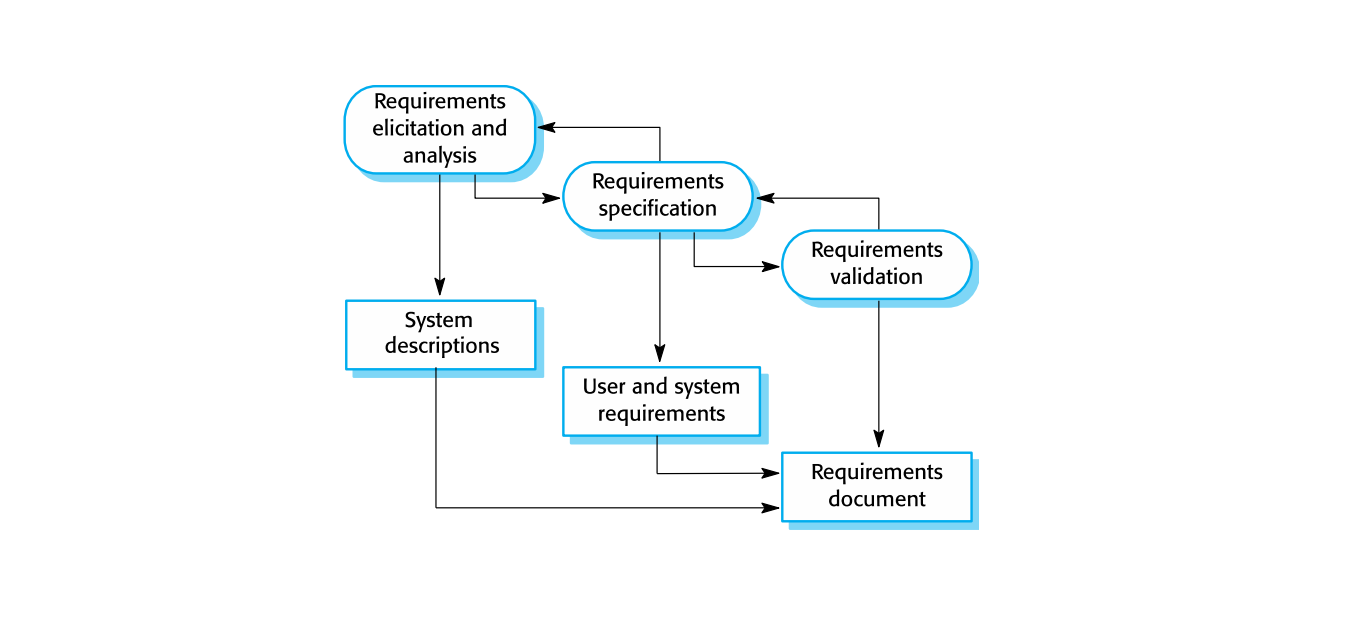 Requirements
elicitation and
analysis
Requirements
specification
Requirements
validation
System
descriptions
User and system
requirements
Requirements
document